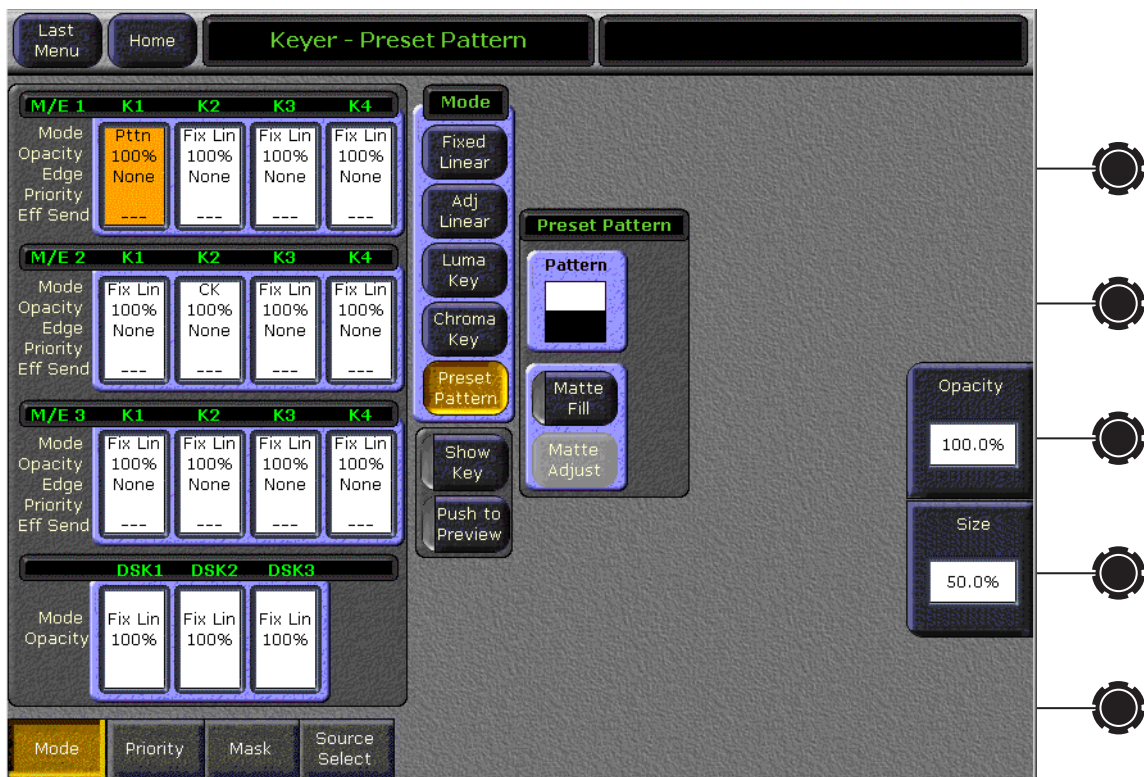 Last
Menu
Home
Keyer - Preset Pattern
M/E 1 K1 K2 K3 K4
Mode Pttn Fix Lin Fix Lin Fix Lin
Opacity 100% 100% 100% 100%
Edge None None None None
Priority
Eff Send --- --- --- ---
M/E 2 K1 K2 K3 K4
Mode Fix Lin CK Fix Lin Fix Lin
Opacity 100% 100% 100% 100%
Edge None None None None
Priority
Eff Send --- --- --- ---
M/E 3 K1 K2 K3 K4
Mode Fix Lin Fix Lin Fix Lin Fix Lin
Opacity 100% 100% 100% 100%
Edge None None None None
Priority
Eff Send --- --- --- ---
DSK1 DSK2 DSK3
Mode Fix Lin Fix Lin Fix Lin
Opacity 100% 100% 100%
Mode
Fixed
Linear
Adj
Linear
Luma
Key
Chroma
Key
Preset
Pattern
Show
Key
Push to
Preview
Preset Pattern
Pattern
Matte
Fill
Matte
Adjust
Opacity
100.0%
Size
50.0%
Mode
Priority
Mask
Source
Select